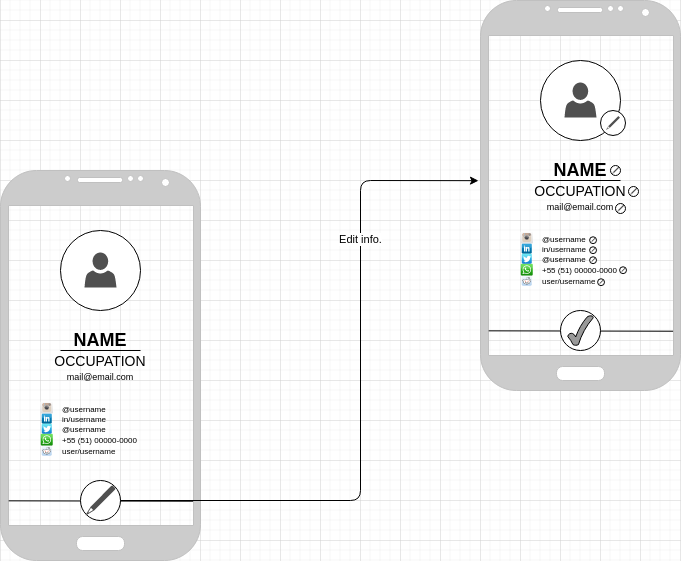 NAME
OCCUPATION
mail@email.com
@username
in/username
@username
+55 (51) 00000-0000
user/username
Edit info.
NAME
OCCUPATION
mail@email.com
@username
in/username
@username
+55 (51) 00000-0000
user/username